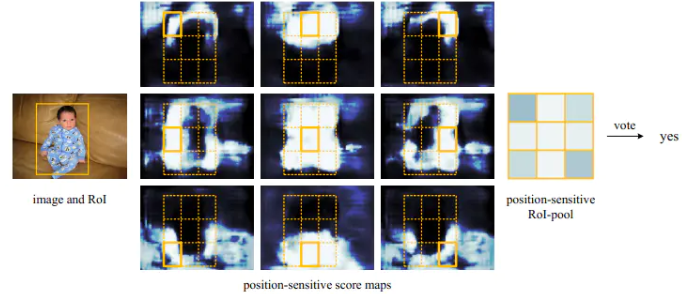 vote
yes
image and RoI
position-sensitive
RoI-pool
position-sensitive score maps